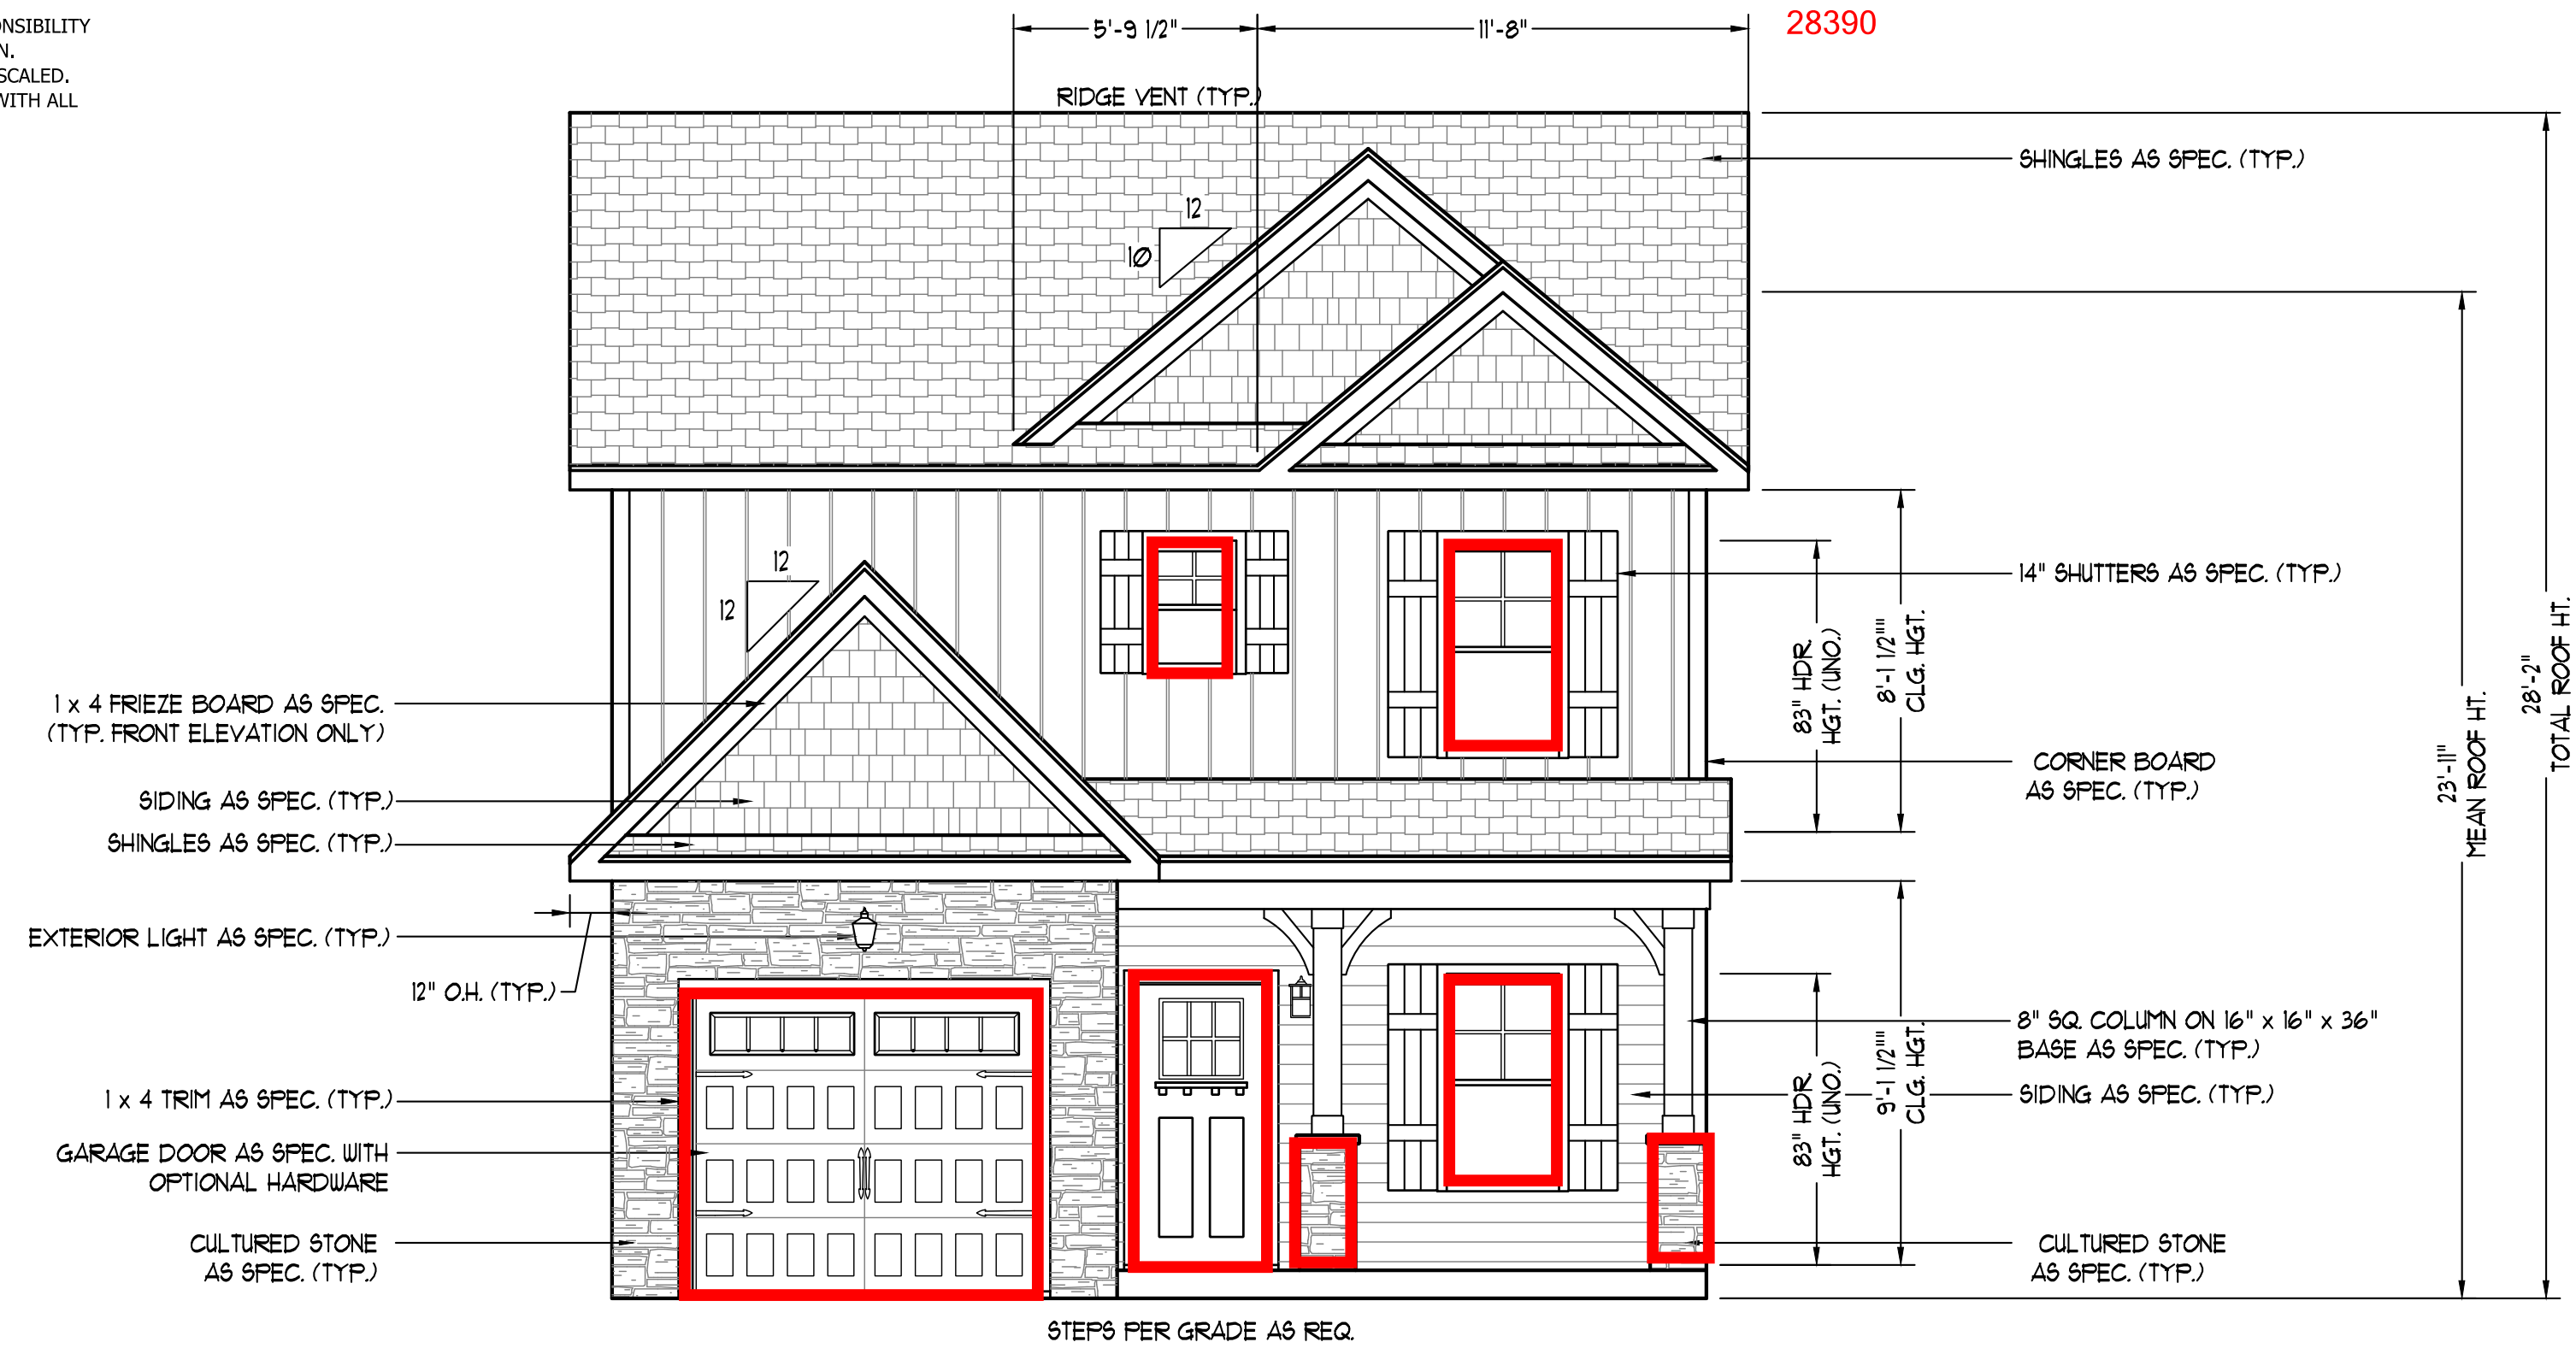 ONSIBILITY
N.
SCALED.
WITH ALL
5'-9 1/2"
11'-8"
28390
RIDGE VENT (TYP.)
SHINGLES AS SPEC. (TYP.)
12
10
12
12
14" SHUTTERS AS SPEC. (TYP.)
83" HDR.
HGT. (UNO.)
8'-1 1/2""
CLG. HGT.
28'-2"
TOTAL ROOF HT.
23'-11"
MEAN ROOF HT.
1 x 4 FRIEZE BOARD AS SPEC.
(TYP. FRONT ELEVATION ONLY)
CORNER BOARD
AS SPEC. (TYP.)
SIDING AS SPEC. (TYP.)
SHINGLES AS SPEC. (TYP.)
EXTERIOR LIGHT AS SPEC. (TYP.)
12" O.H. (TYP.)
8" SQ. COLUMN ON 16" x 16" x 36"
BASE AS SPEC. (TYP.)
83" HDR.
HGT. (UNO.)
9'-1 1/2""
CLG. HGT.
SIDING AS SPEC. (TYP.)
1 x 4 TRIM AS SPEC. (TYP.)
GARAGE DOOR AS SPEC. WITH
OPTIONAL HARDWARE
CULTURED STONE
AS SPEC. (TYP.)
CULTURED STONE
AS SPEC. (TYP.)
STEPS PER GRADE AS REQ.